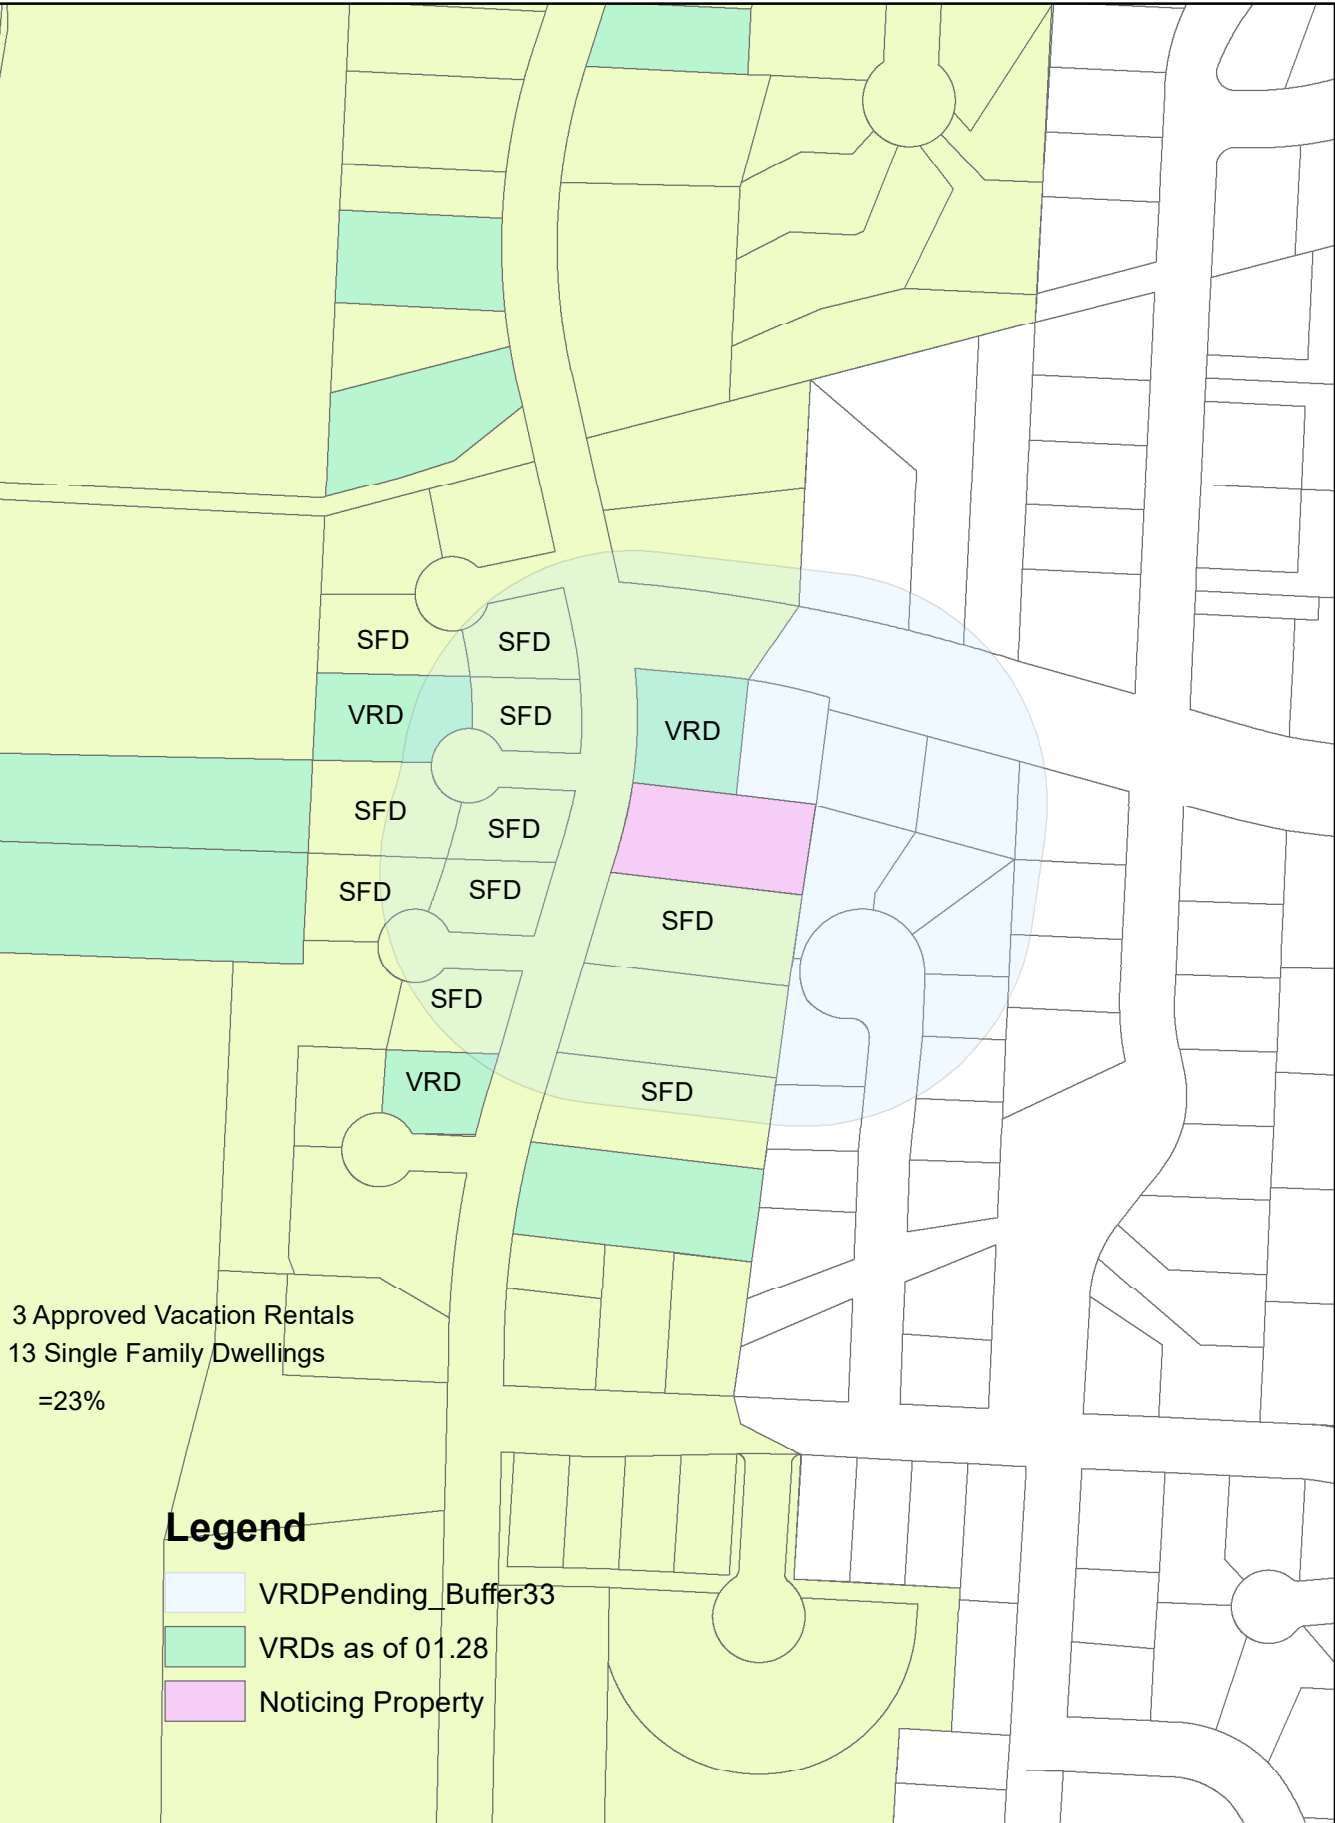 SFD
SFD
VRD
SFD
VRD
SFD
SFD
SFD
SFD
SFD
SFD
SFD
VRD
SFD
3 Approved Vacation Rentals
13 Single Family Dwellings
=23%
Legend
VRDPending_Buffer33
VRDs as of 01.28
Noticing Property